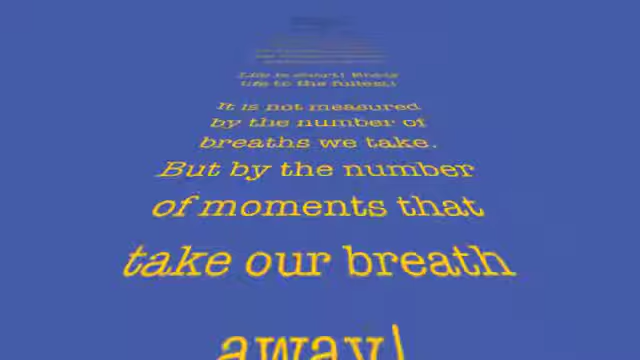 Life is short! Enjoy
life to the fullest!
It is not measured
by the number of
breaths we take.
But by the number
of moments that
take our breath
away!